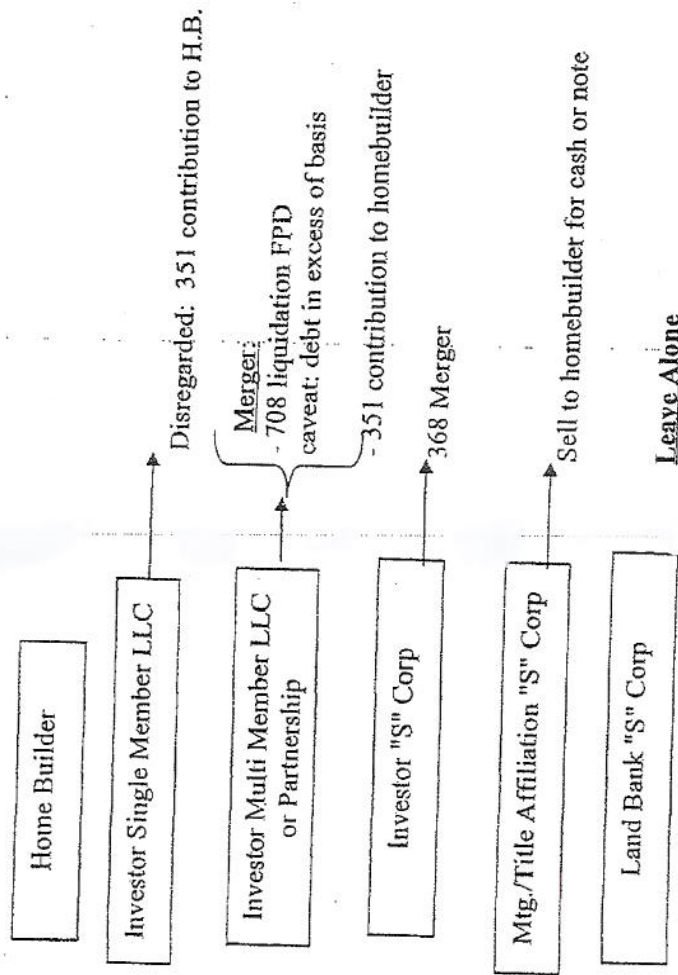 Home Builder
Investor Single Member LLC
Disregarded: 351 contribution to H.B.
Investor Multi Member LLC
or Partnership
Merger:
- 708 liquidation FPD
caveat: debt in excess of basis
- 351 contribution to homebuilder
Investor "S" Corp
368 Merger
Mtg./Title Affiliation "S" Corp
Sell to homebuilder for cash or note
Land Bank "S" Corp
Leave Alone